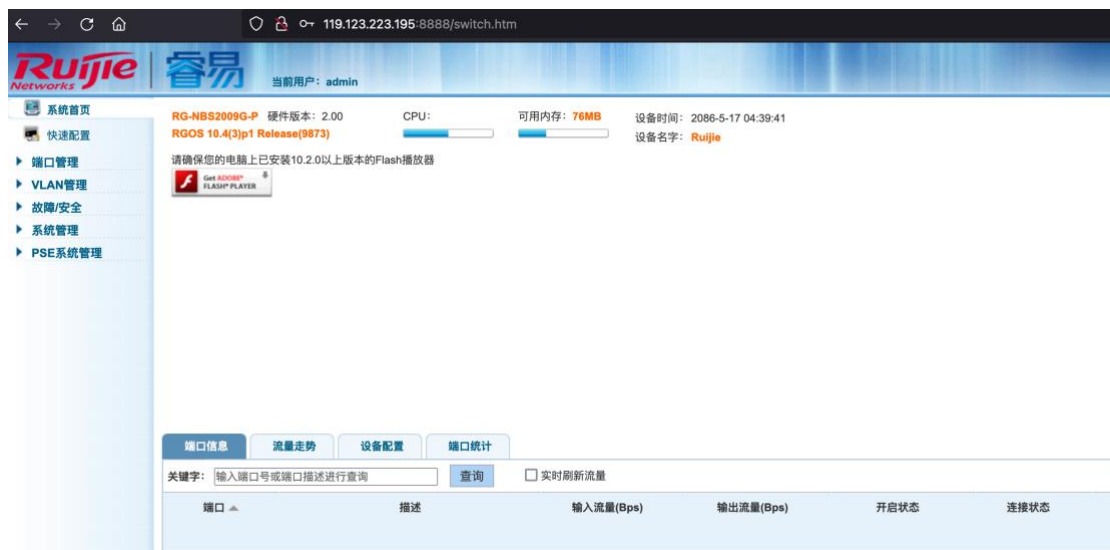 119.123.223.195:8888/switch.htm
Ruijie
Networks
睿易
当前用户：admin
系统首页
快速配置
端口管理
VLAN管理
故障/安全
系统管理
PSE系统管理
RG-NBS2009G-P 硬件版本：2.00 CPU： 可用内存：76MB 设备时间：2086-5-17 04:39:41
RGOS 10.4(3)p1 Release(9873) 设备名字：Ruijie
请确保您的电脑上已安装10.2.0以上版本的Flash播放器
Get ADOBE®
FLASH® PLAYER
端口信息 流量走势 设备配置 端口统计
关键字： 输入端口号或端口描述进行查询 查询 实时刷新流量
端口 描述 输入流量(Bps) 输出流量(Bps) 开启状态 连接状态